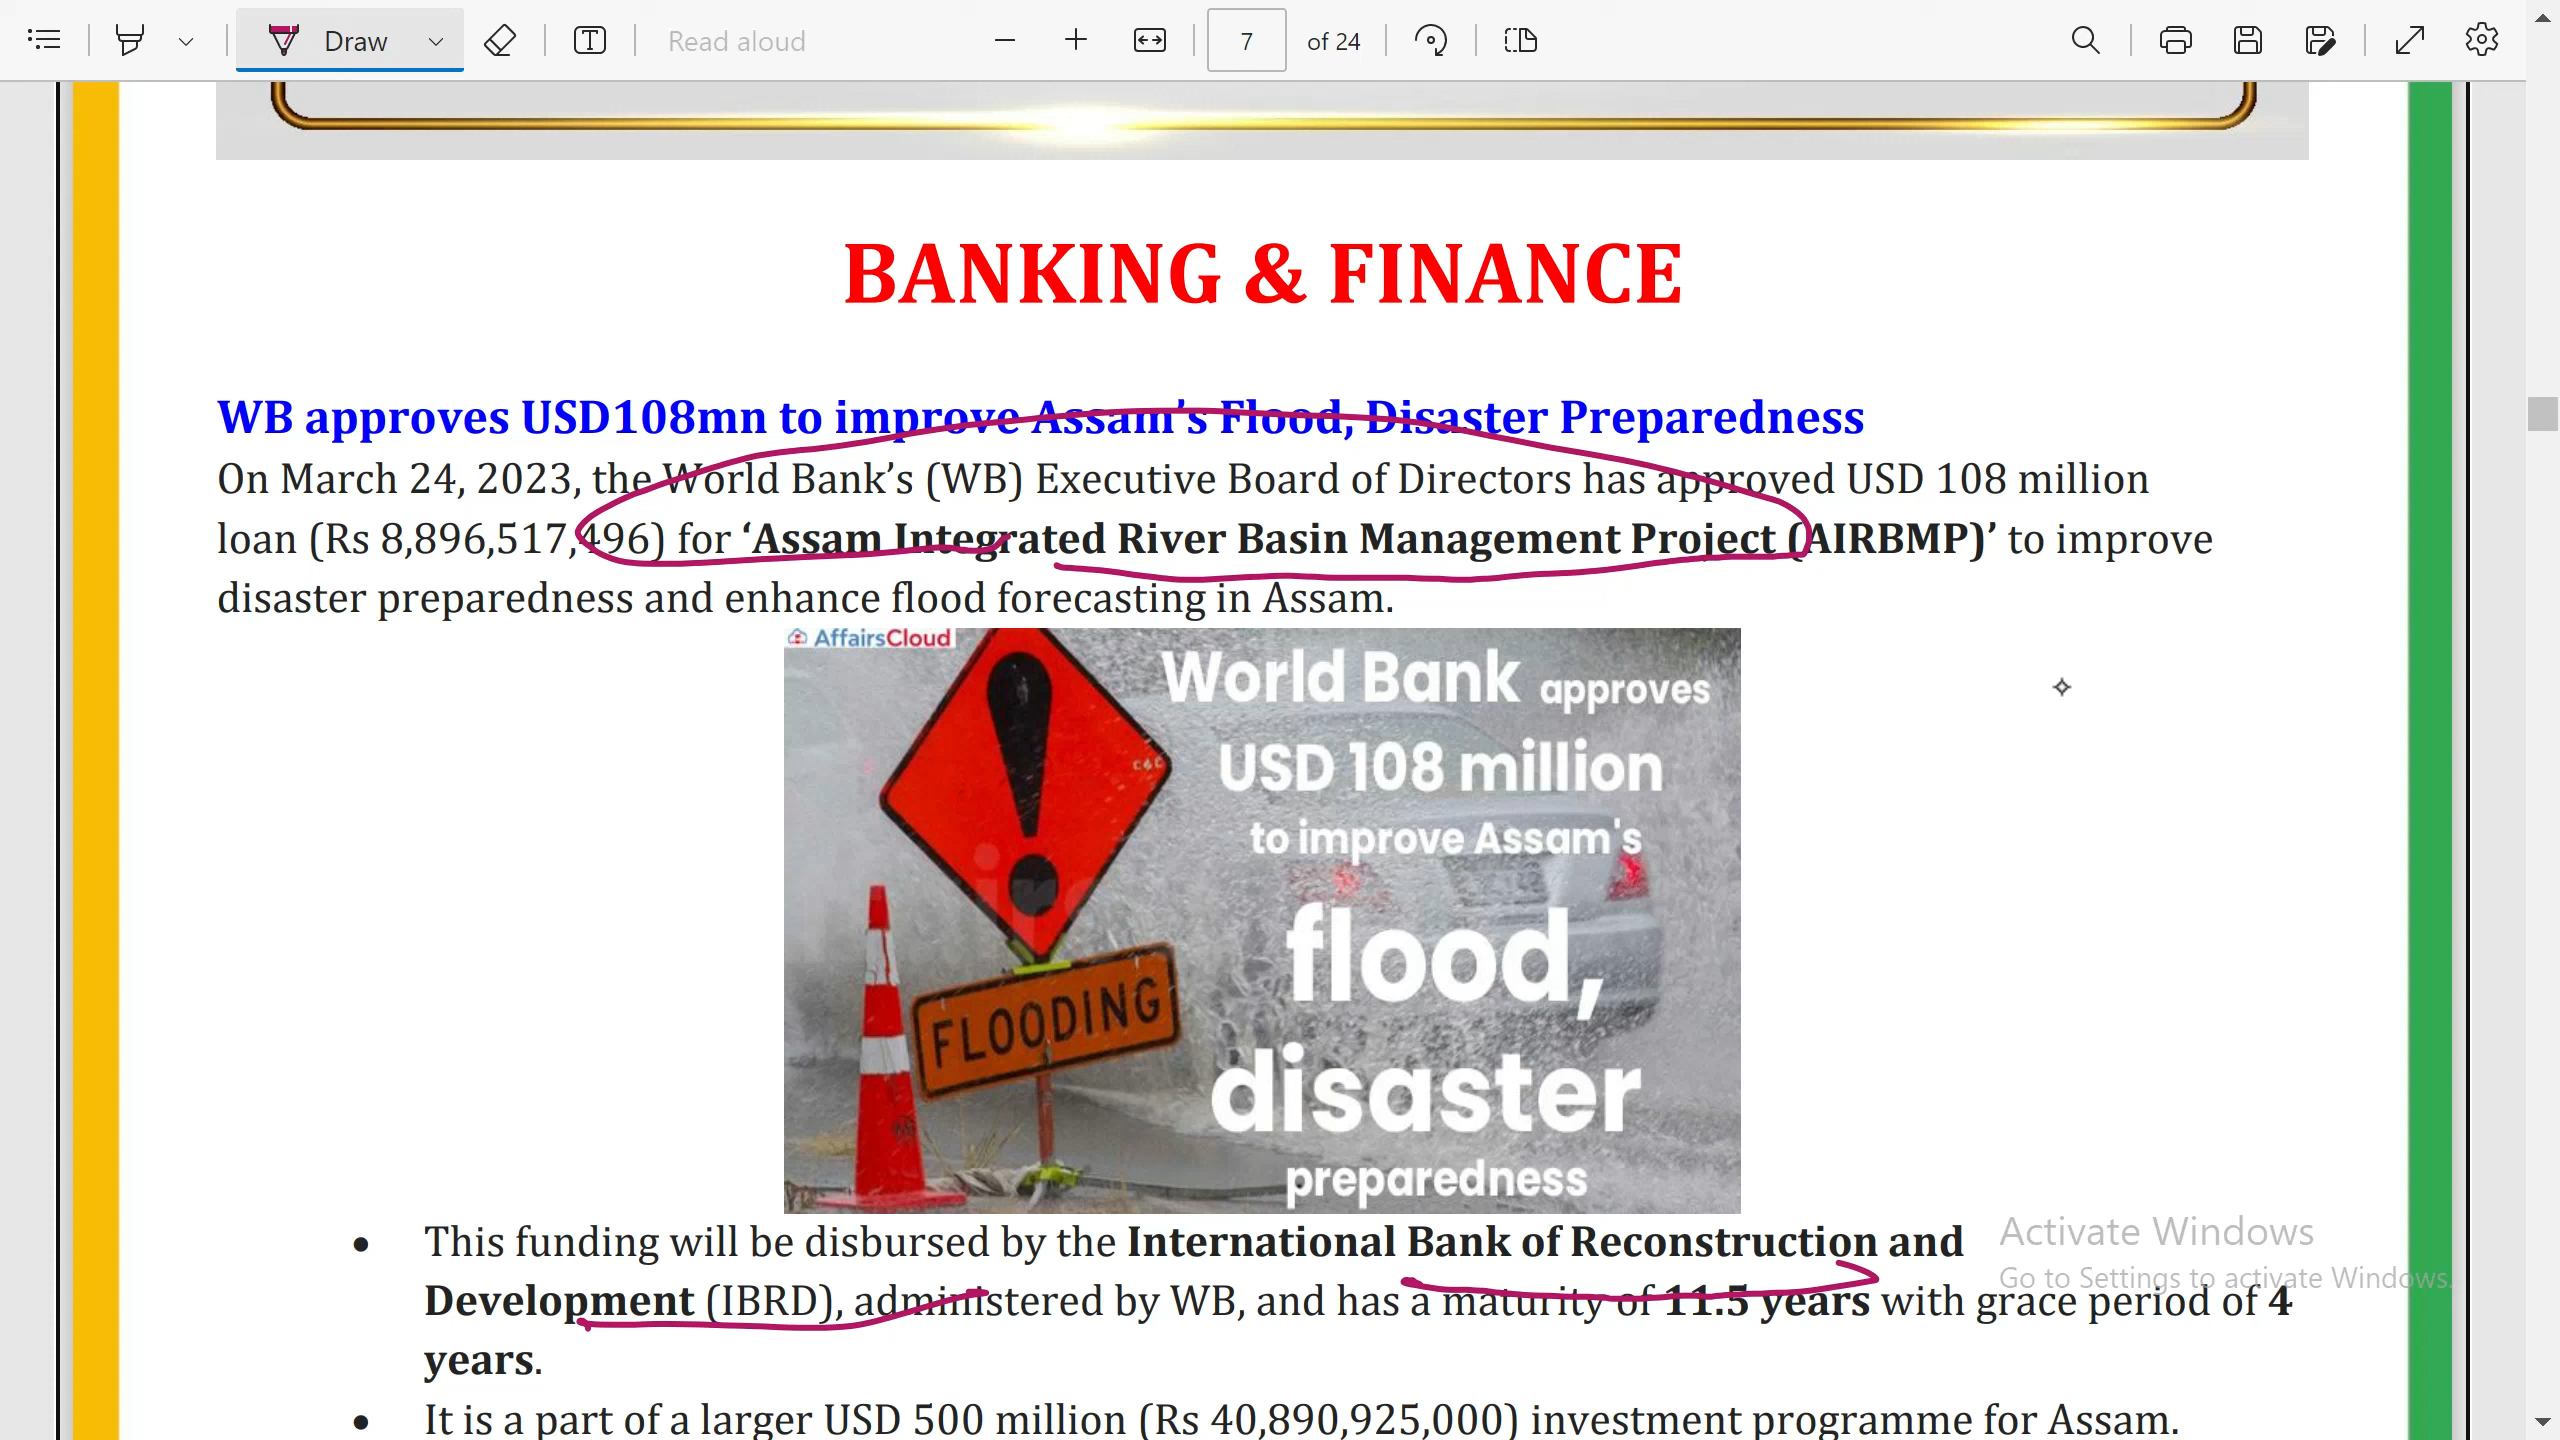 Draw
Read aloud
7
of 24
BANKING & FINANCE
WB approves USD108mn to improve Assam's Flood, Disaster Preparedness
On March 24, 2023, the World Bank's (WB) Executive Board of Directors has approved USD 108 million
loan (Rs 8,896,517,496) for ‘Assam Integrated River Basin Management Project (AIRBMP)’ to improve
disaster preparedness and enhance flood forecasting in Assam.
AffairsCloud
World Bank approves
USD 108 million
to improve Assam's
flood,
disaster
preparedness
FLOODING
• This funding will be disbursed by the International Bank of Reconstruction and
Development (IBRD), administered by WB, and has a maturity of 11.5 years with grace period of 4
years.
• It is a part of a larger USD 500 million (Rs 40,890,925,000) investment programme for Assam.
Activate Windows
Go to Settings to activate Windows.